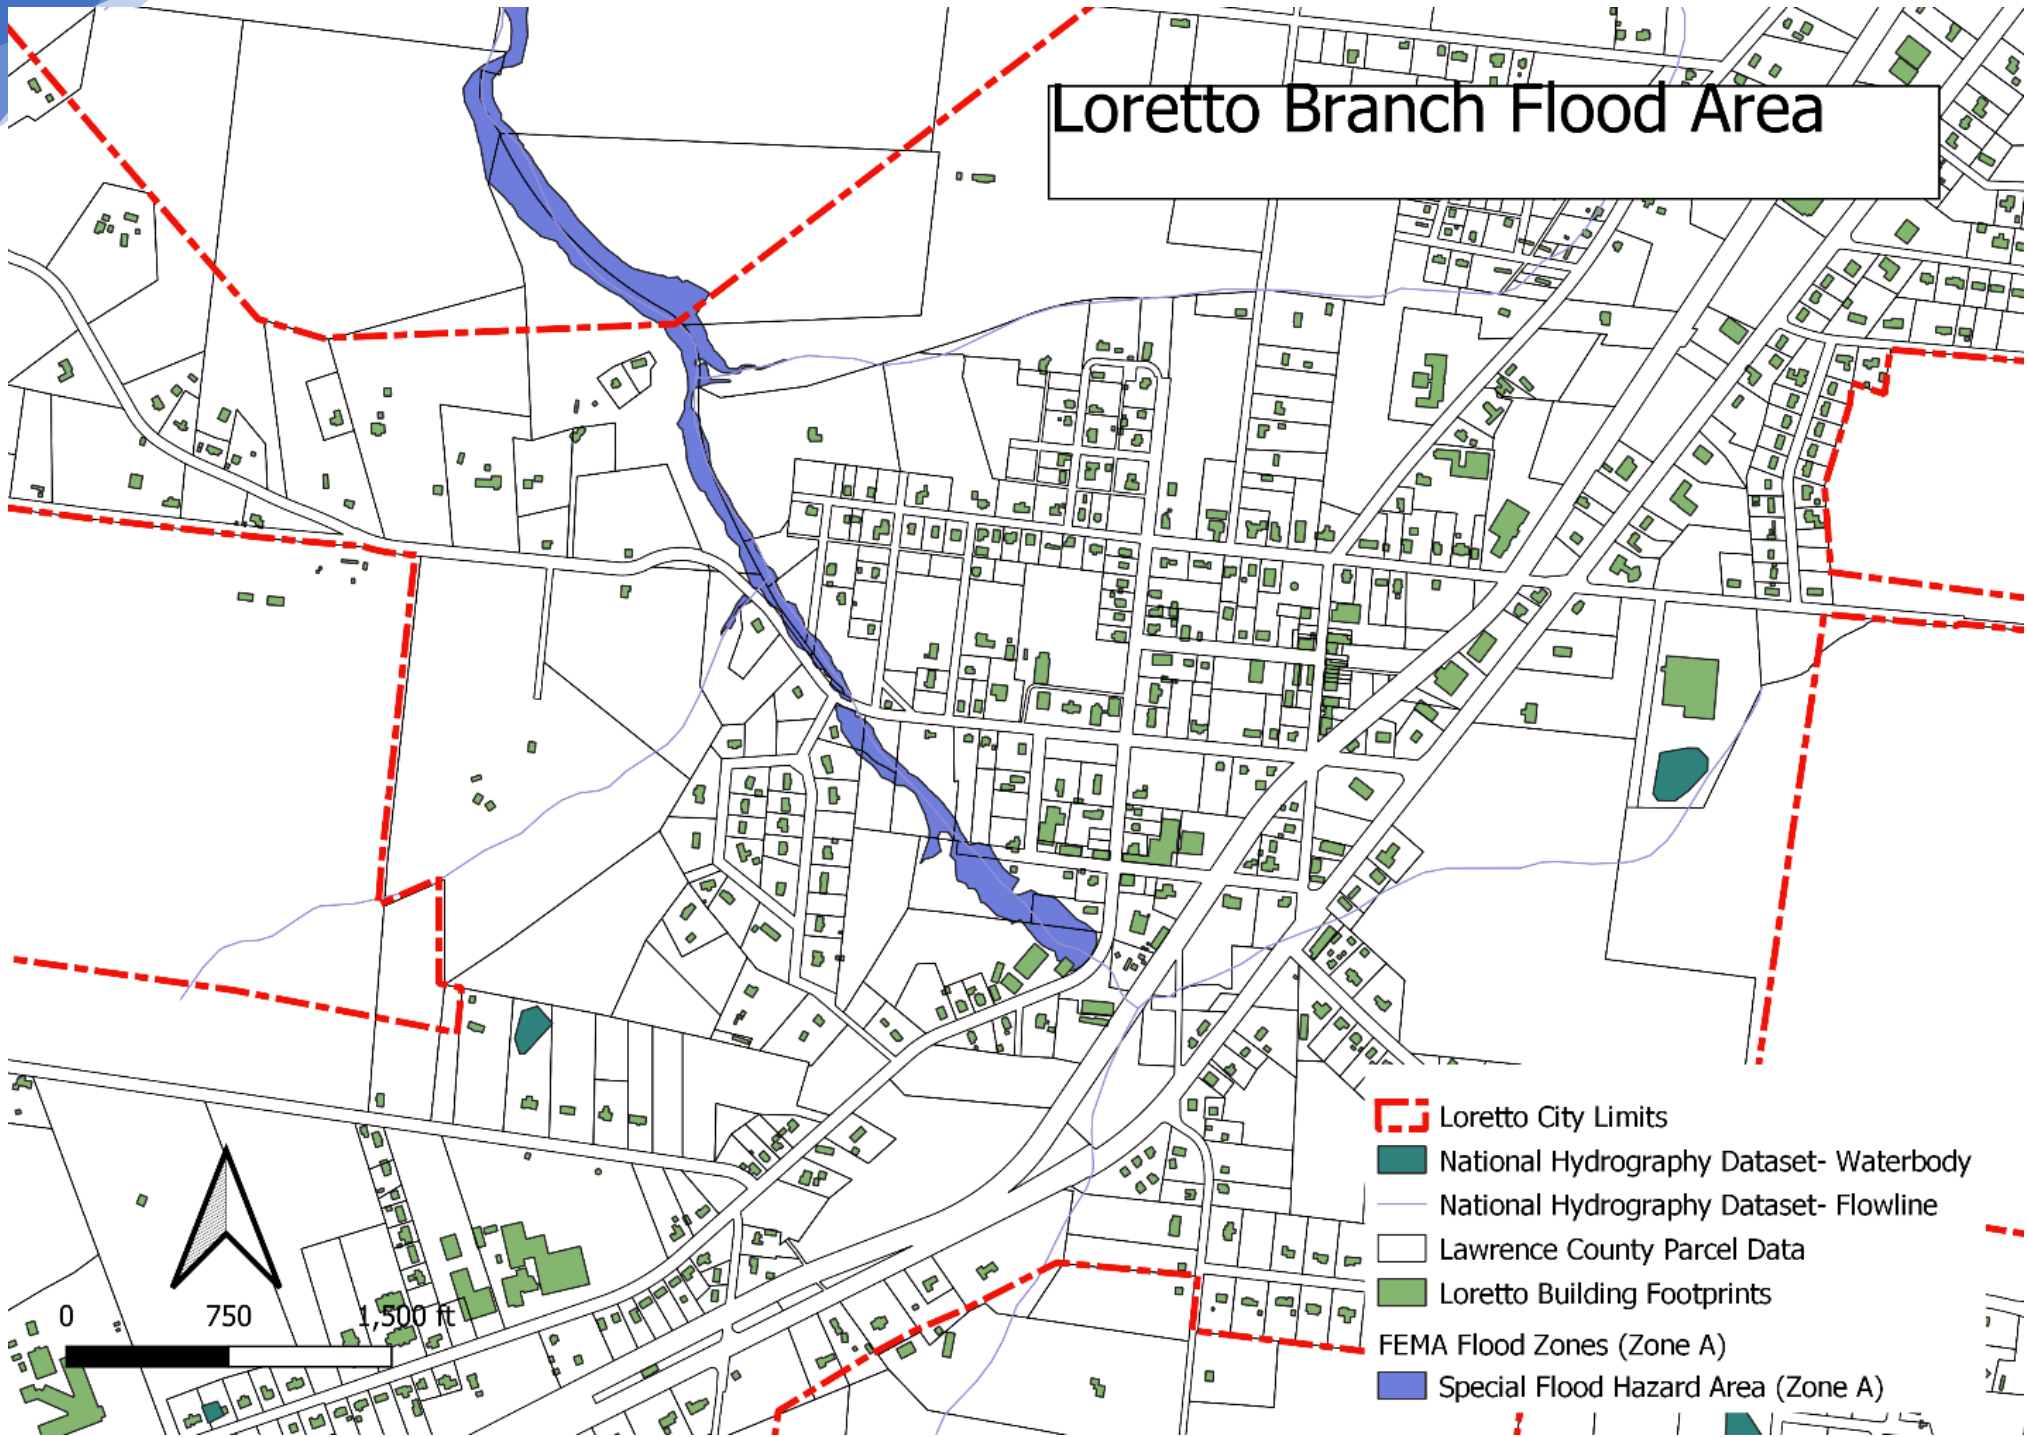 Loretto Branch Flood Area
Loretto City Limits
National Hydrography Dataset- Waterbody
National Hydrography Dataset- Flowline
Lawrence County Parcel Data
Loretto Building Footprints
FEMA Flood Zones (Zone A)
Special Flood Hazard Area (Zone A)
0 750 1,500 ft